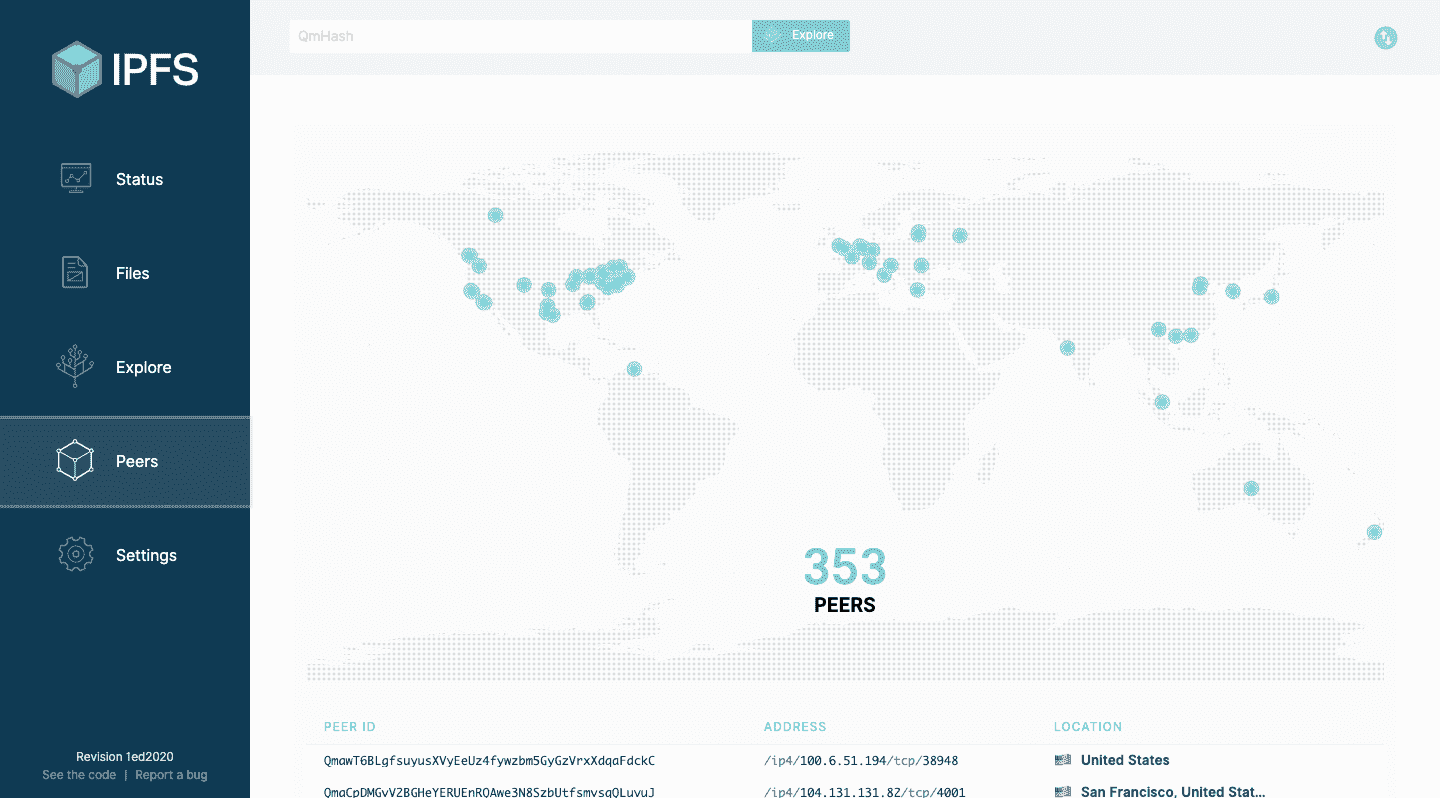 IPFS
QmHash
Explore
Status
Files
Explore
Peers
Settings
353
PEERS
PEER ID ADDRESS LOCATION
QmawT6BLgfsuyusXVyEeUz4fywzbm5GyGzVrxXdqaFdckC /ip4/100.6.51.194/tcp/38948 United States
QmaCpDMGvV2BGHeYERUEnRQAwe3N8SzbUtfsmvsqQLuvuJ /ip4/104.131.131.82/tcp/4001 San Francisco, United Stat...
Revision 1ed2020
See the code | Report a bug